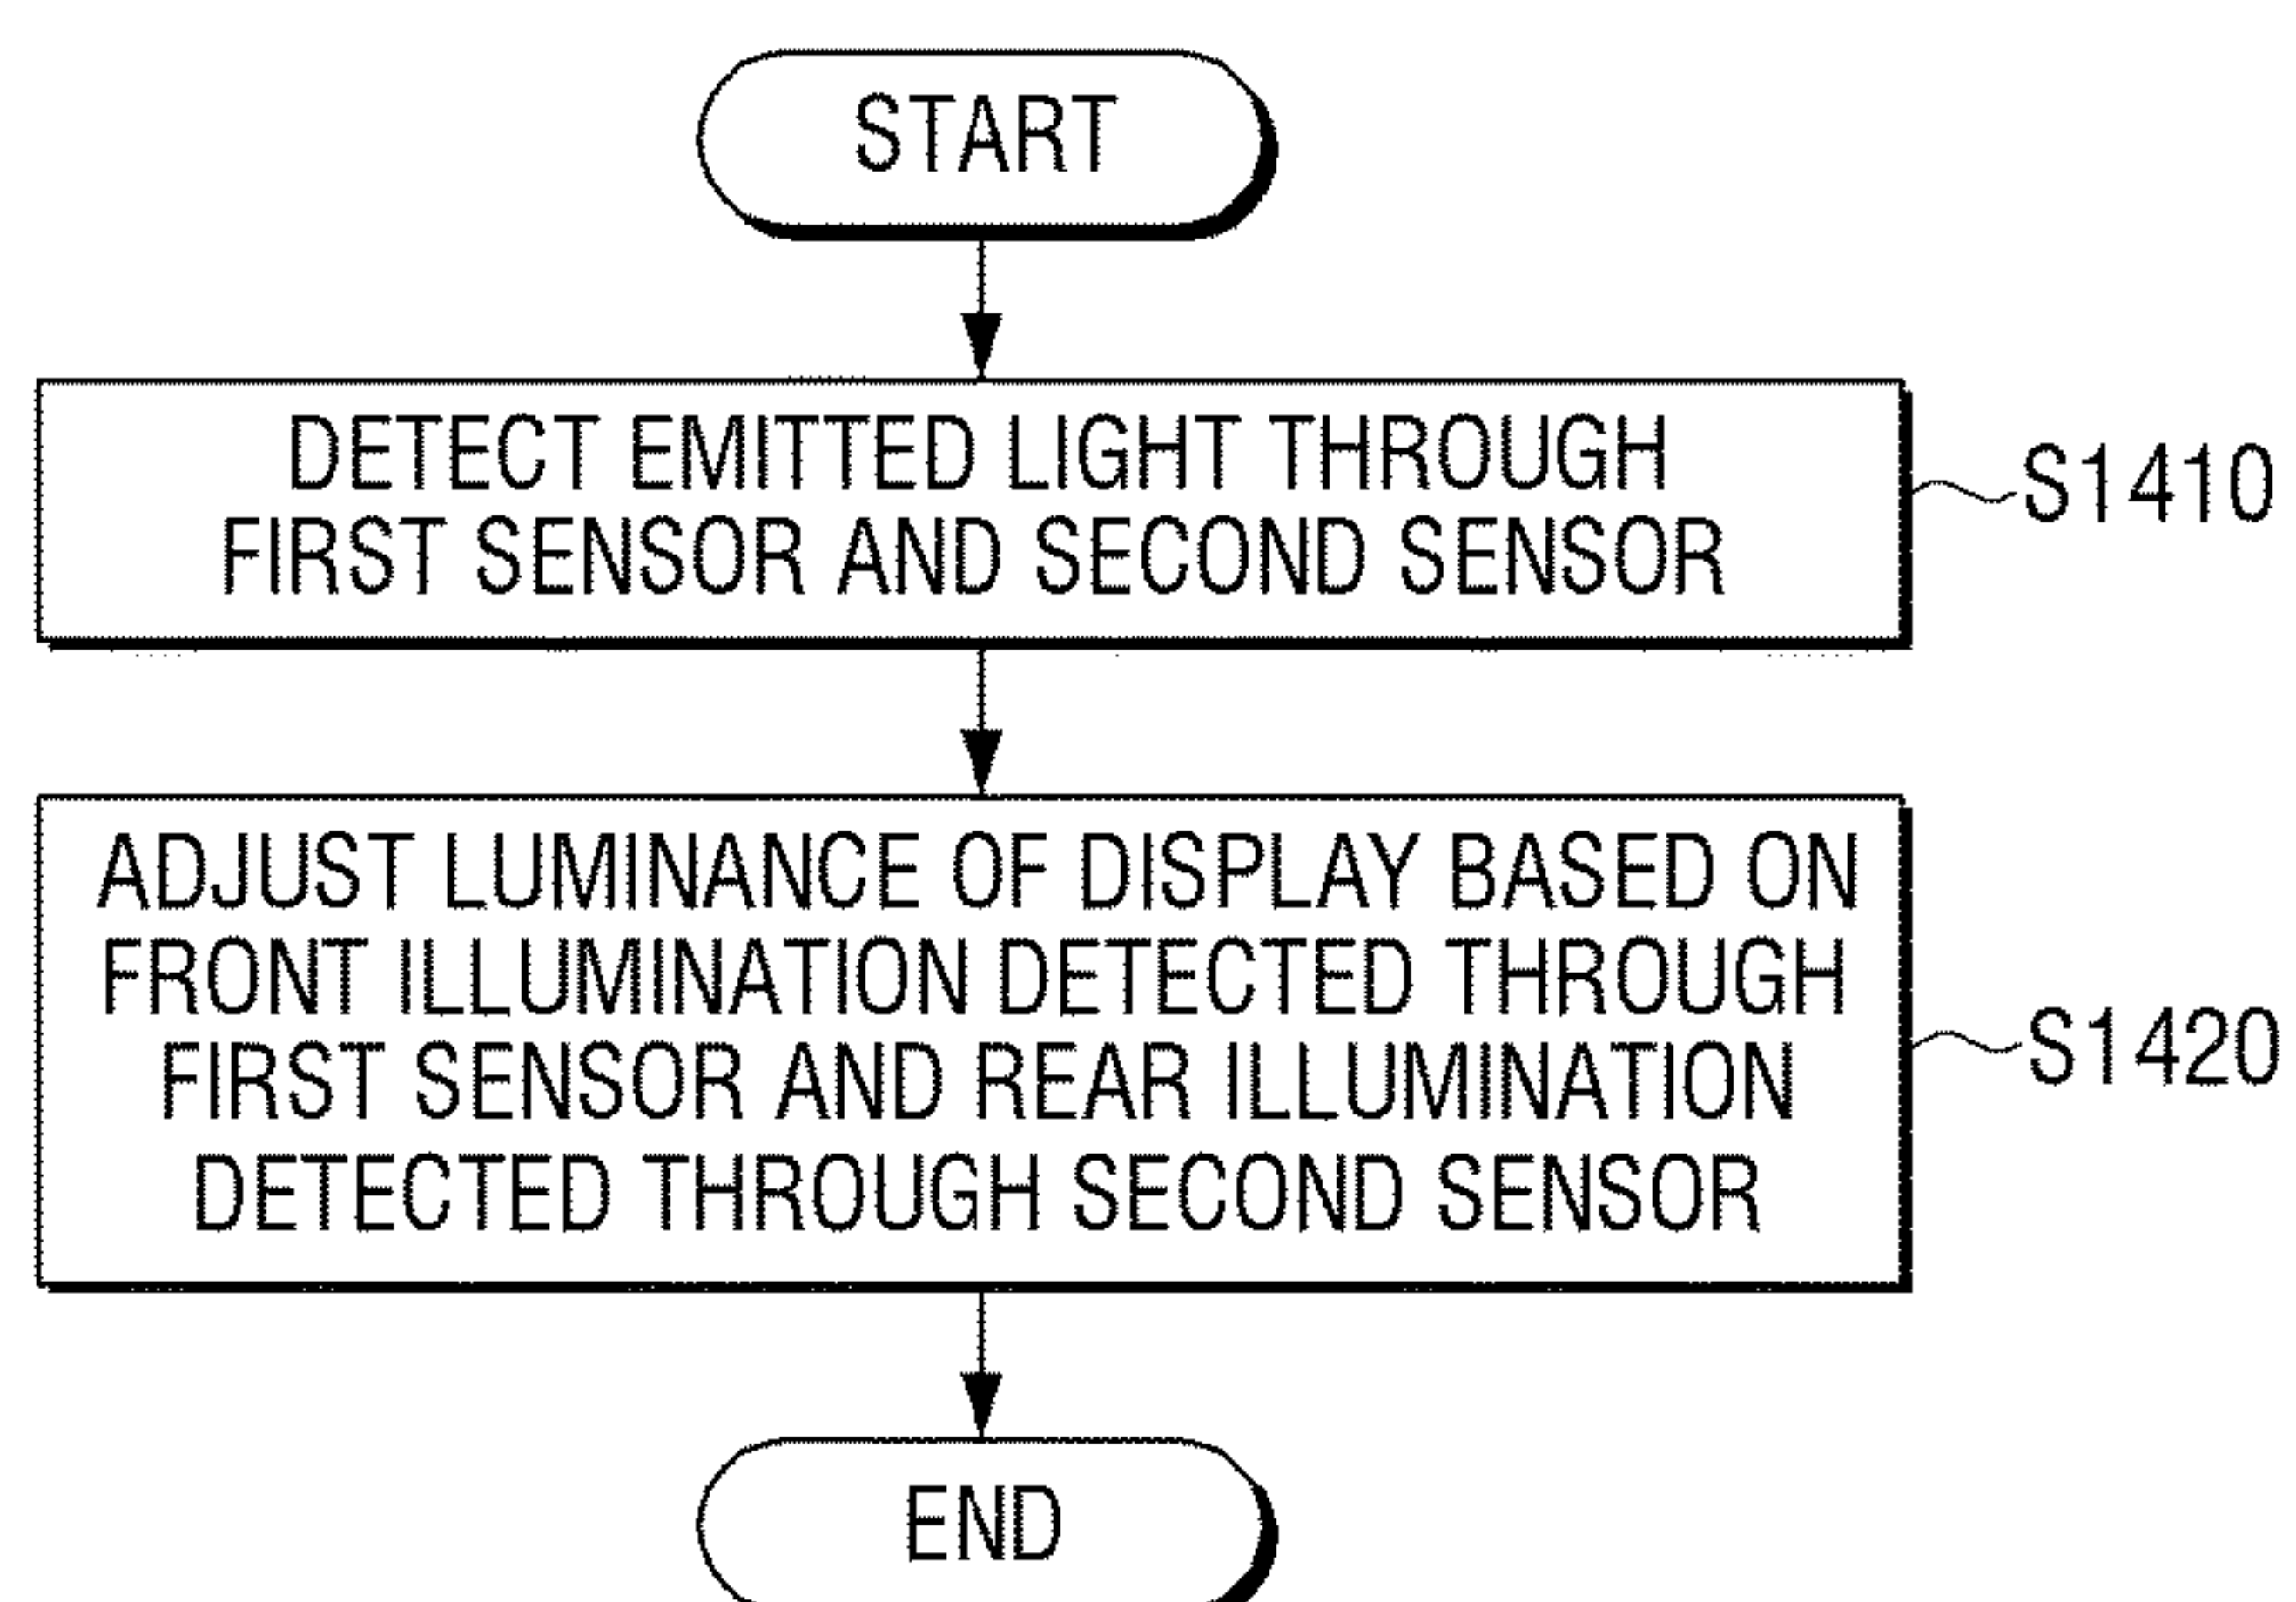 START
DETECT EMITTED LIGHT THROUGH
FIRST SENSOR AND SECOND SENSOR
S1410
ADJUST LUMINANCE OF DISPLAY BASED ON
FRONT ILLUMINATION DETECTED THROUGH
FIRST SENSOR AND REAR ILLUMINATION
DETECTED THROUGH SECOND SENSOR
S1420
END